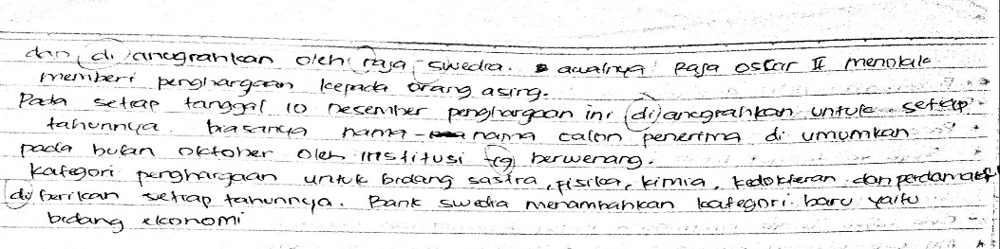 dan di anugrahkan oleh raja swedia. awalnya Raja oscar II menolak
memberi penghargaan kepada orang asing.
Pada setiap tanggal 10 Desember penghargaan ini di anugrahkan untuk setiap
tahunnya biasanya nama-nama calon penerima di umumkan
pada bulan oktober oleh institusi yg berwenang.
Kategori penghargaan untuk bidang sastra, fisika, kimia, kedokteran dan perdamaian
di berikan setiap tahunnya. Bank swedia menambahkan kategori baru yaitu
bidang ekonomi